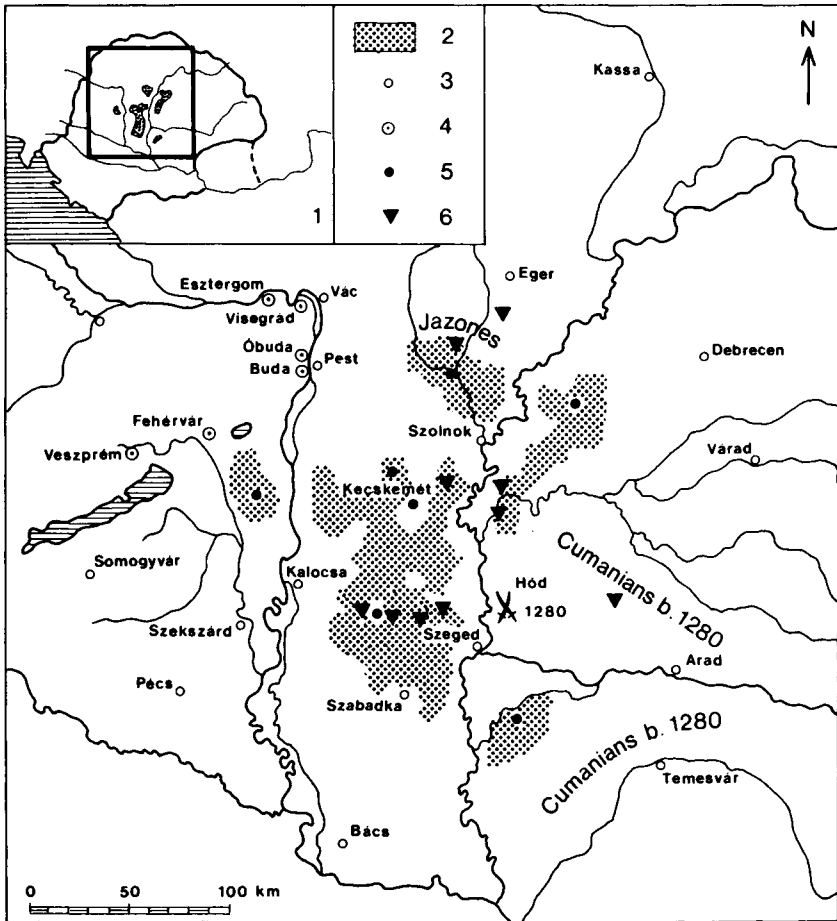 1
2
3
4
5
6
N
Kassa
Eger
Esztergom
Vác
Visegrád
Jazones
Óbuda
Pest
Buda
Debrecen
Fehérvár
Szolnok
Veszprém
Várad
Kecskemét
Cumanians b. 1280
Somogyvár
Kalocsa
Hód
1280
Szekszárd
Szeged
Arad
Pécs
Szabadka
Cumanians b. 1280
Temesvár
Bács
0 50 100 km